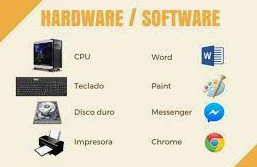 HARDWARE / SOFTWARE
CPU
Word
Teclado
Paint
Disco duro
Messenger
Impresora
Chrome